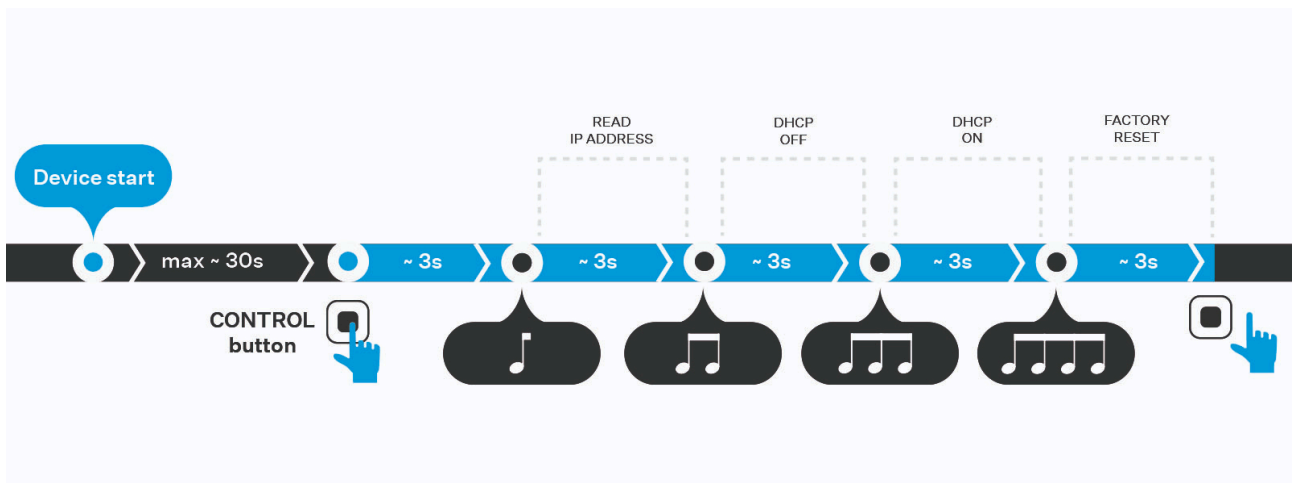 READ
IP ADDRESS
DHCP
OFF
DHCP
ON
FACTORY
RESET
Device start
max ~ 30s
~ 3s
~ 3s
~ 3s
~ 3s
~ 3s
CONTROL
button